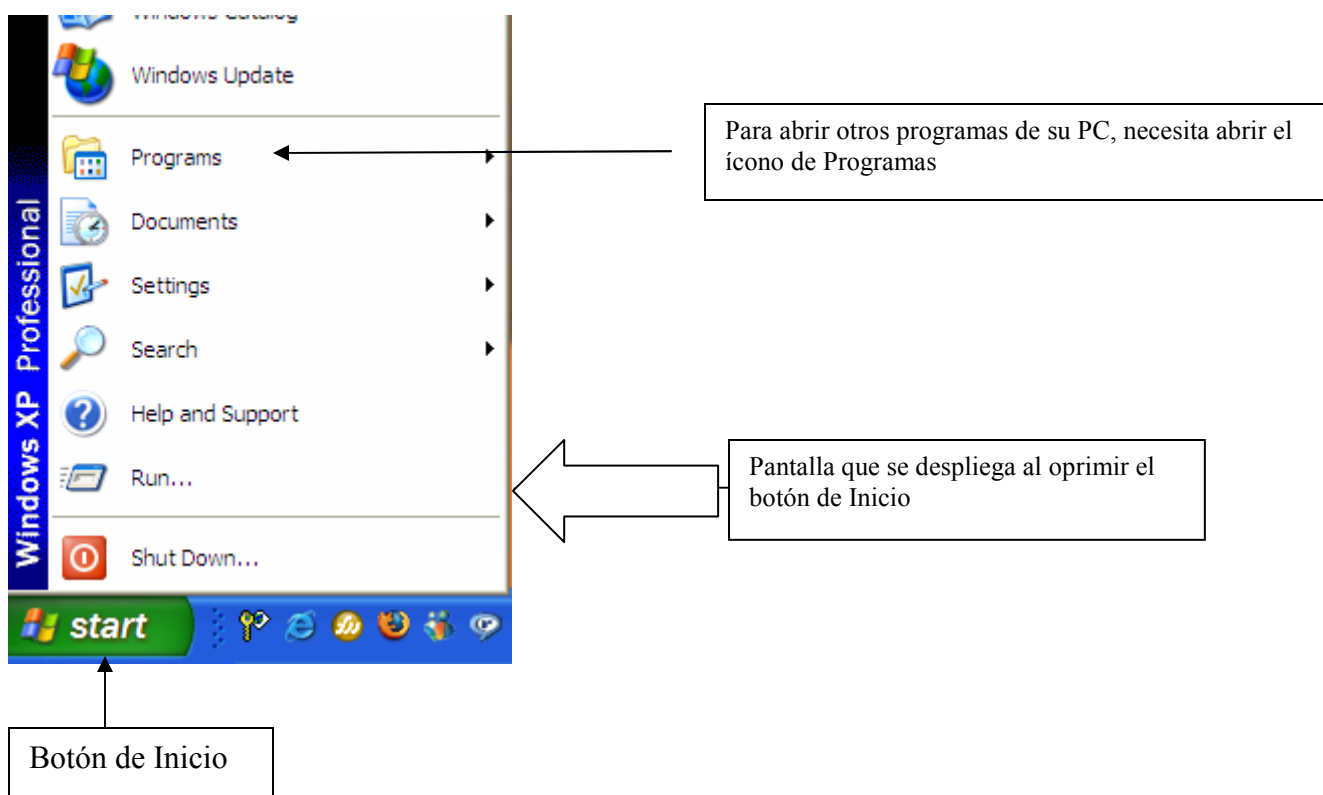 Windows Catalog
Windows Update
Para abrir otros programas de su PC, necesita abrir el
ícono de Programas
Programs
Documents
Settings
Search
Help and Support
Run...
Shut Down...
Windows XP Professional
Pantalla que se despliega al oprimir el
botón de Inicio
start
Botón de Inicio